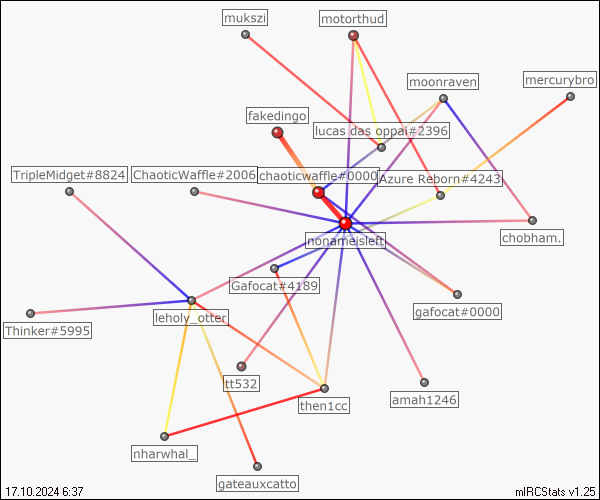 mukszi
motorthud
moonraven
mercurybro
fakedingo
lucas das oppai#2396
TripleMidget#8824
ChaoticWaffle#2006
chaoticwaffle#0000
Azure Reborn#4243
nonameisleft
chobham.
Gafocat#4189
gafocat#0000
leholy_otter
Thinker#5995
tt532
then1cc
amah1246
nharwhal_
gateauxcatto
17.10.2024 6:37
mIRCStats v1.25